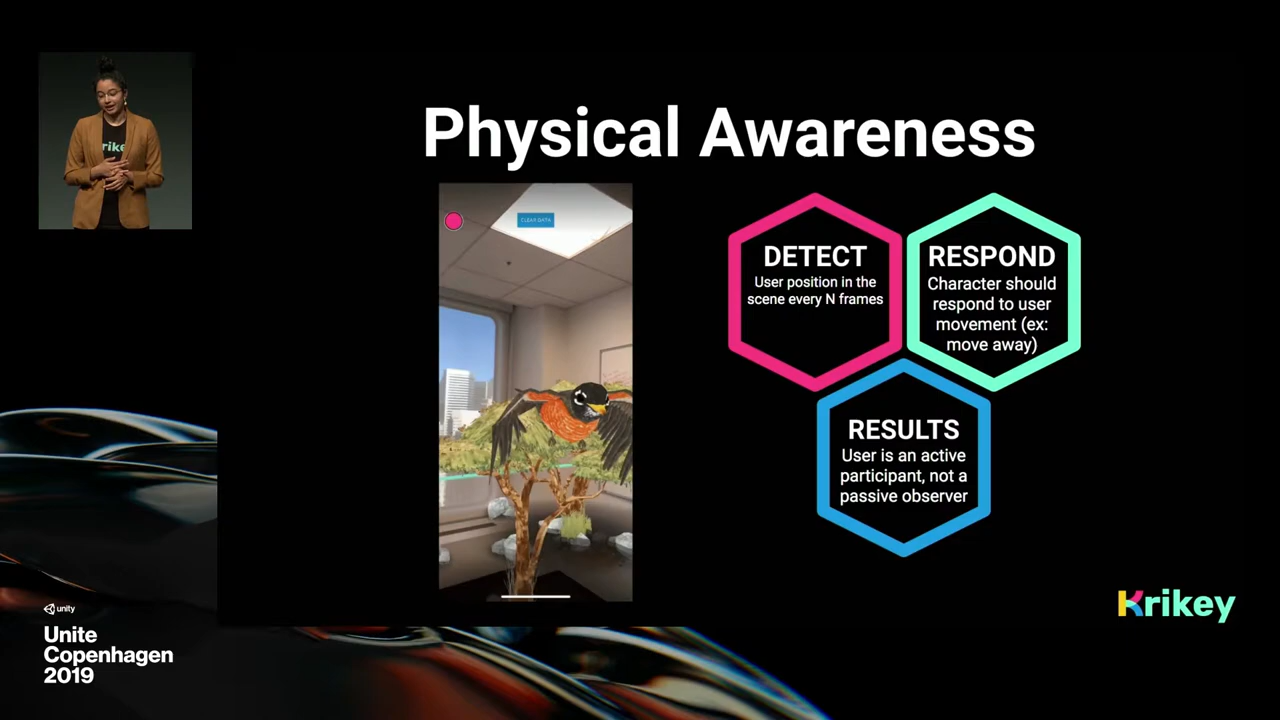 Physical Awareness
rike
CLEAR DATA
DETECT
User position in the
scene every N frames
RESPOND
Character should
respond to user
movement (ex:
move away)
RESULTS
User is an active
participant, not a
passive observer
Krikey
unity
Unite
Copenhagen
2019